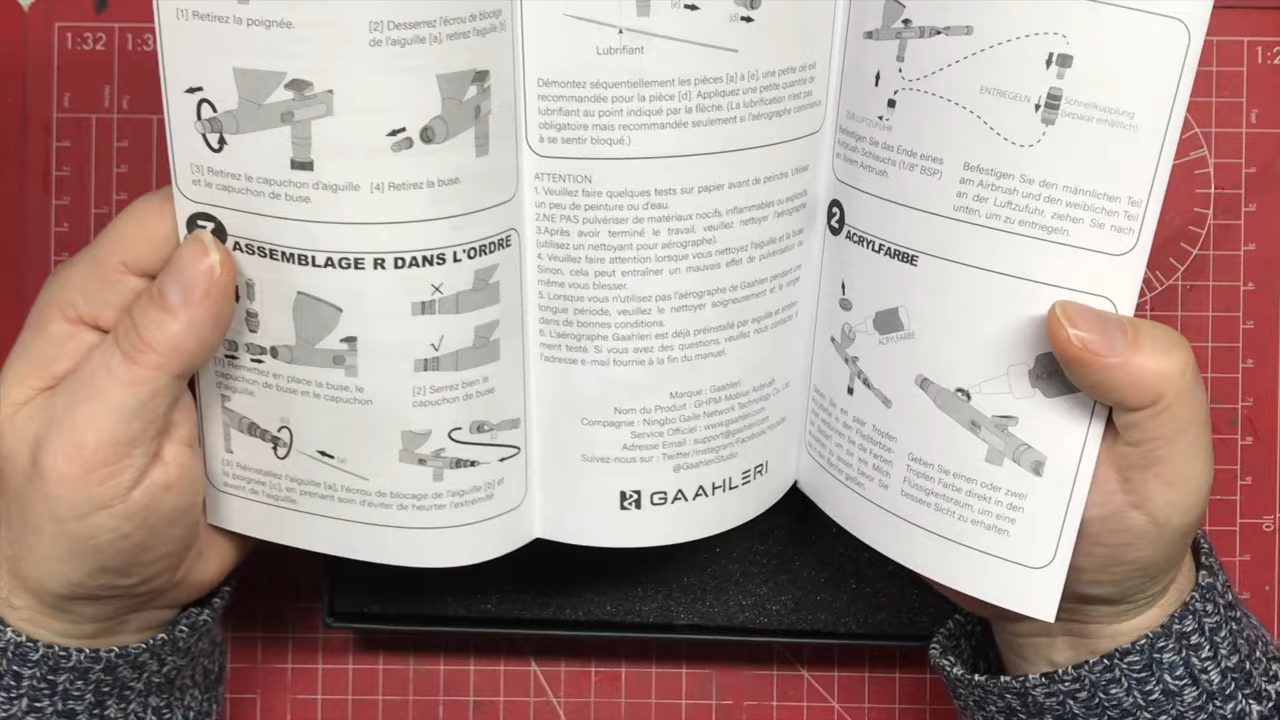 1:32
[1] Retirez la poignée.
[2] Desserrez l'écrou de blocage
de l'aiguille [a], retirez l'aiguille [b]
[3] Retirez le capuchon d'aiguille
et le capuchon de buse.
[4] Retirez la buse.
7
ASSEMBLAGE R DANS L'ORDRE
[1] Remettez en place la buse, le
capuchon de buse et le capuchon
d'aiguille.
[2] Serrez bien le
capuchon de buse
[a]
[3] Réinstallez l'aiguille [a], l'écrou de blocage de l'aiguille [b] et
la poignée [c], en prenant soin d'éviter de heurter l'extrémité
avant de l'aiguille.
[e]
[d]
Lubrifiant
Démontez séquentiellement les pièces [a] à [e], une petite clé est
recommandée pour la pièce [d]. Appliquez une petite quantité de
lubrifiant au point indiqué par la flèche. (La lubrification n'est pas
obligatoire mais recommandée seulement si l'aérographe commence
à se sentir bloqué.)
ATTENTION
1. Veuillez faire quelques tests sur papier avant de peindre. Utiliser
un peu de peinture ou d'eau.
2.NE PAS pulvériser de matériaux nocifs, inflammables ou explosifs.
3.Après avoir terminé le travail, veuillez nettoyer l'aérographe
(utilisez un nettoyant pour aérographe).
4. Veuillez faire attention lorsque vous nettoyez l'aiguille et la buse.
Sinon, cela peut entraîner un mauvais effet de pulvérisation ou
même vous blesser.
5. Lorsque vous n'utilisez pas l'aérographe de Gaahleri pendant une
longue période, veuillez le nettoyer soigneusement et le ranger
dans de bonnes conditions.
6. L'aérographe Gaahleri est déjà préinstallé par aiguille et entière-
ment testé. Si vous avez des questions, veuillez nous contacter à
l'adresse e-mail fournie à la fin du manuel.
Marque : Gaahleri
Nom du Produit : GHPM-Mobius Airbrush
Compagnie : Ningbo Gaile Network Technology Co., Ltd
Service Officiel : www.gaahleri.com
Adresse Email : support@gaahleri.com
Suivez-nous sur : Twitter/Instagram/Facebook/Youtube
@GaahleriStudio
GAAHLERI
ENTRIEGELN
Schnellkupplung
(separat erhältlich)
ZUR LUFTZUFUHR
Befestigen Sie das Ende eines
Airbrush-Schlauchs (1/8" BSP)
an Ihrem Airbrush.
Befestigen Sie den männlichen Teil
am Airbrush und den weiblichen Teil
an der Luftzufuhr, ziehen Sie nach
unten, um zu entriegeln.
2
ACRYLFARBE
ACRYLFARBE
Geben Sie einen oder zwei
Tropfen Farbe direkt in den
Flüssigkeitsraum, um eine
bessere Sicht zu erhalten.
10